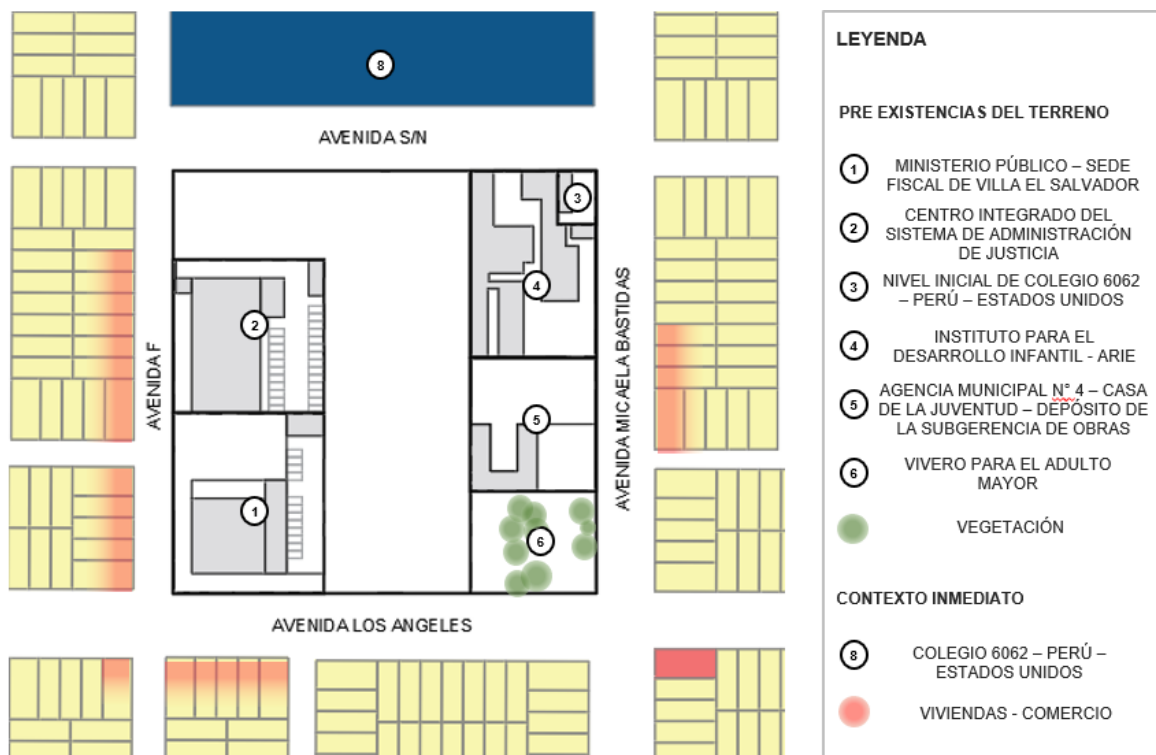 8
AVENIDA S/N
3
4
2
AVENIDA F
AVENIDA MICAELA BASTIDAS
5
1
6
AVENIDA LOS ANGELES
LEYENDA
PRE EXISTENCIAS DEL TERRENO
1
MINISTERIO PÚBLICO – SEDE
FISCAL DE VILLA EL SALVADOR
2
CENTRO INTEGRADO DEL
SISTEMA DE ADMINISTRACIÓN
DE JUSTICIA
3
NIVEL INICIAL DE COLEGIO 6062
– PERÚ – ESTADOS UNIDOS
4
INSTITUTO PARA EL
DESARROLLO INFANTIL - ARIE
5
AGENCIA MUNICIPAL N° 4 – CASA
DE LA JUVENTUD – DEPÓSITO DE
LA SUBGERENCIA DE OBRAS
6
VIVERO PARA EL ADULTO
MAYOR
VEGETACIÓN
CONTEXTO INMEDIATO
8
COLEGIO 6062 – PERÚ –
ESTADOS UNIDOS
VIVIENDAS - COMERCIO